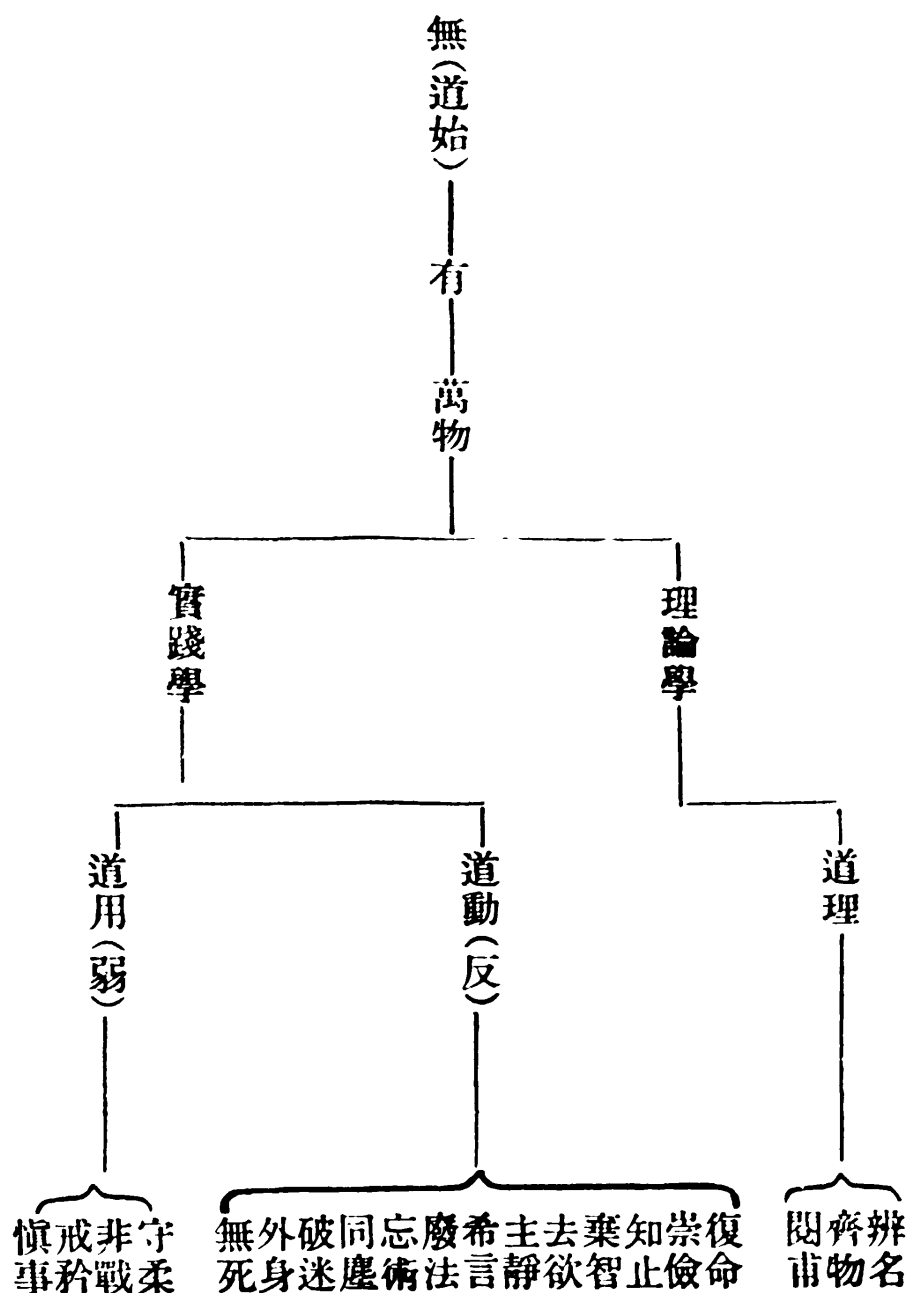 無(道始)
有
萬物
理論學
實踐學
道理
道動(反)
道用(弱)
辨名
齊物
閱甫
復命
崇儉
知止
棄智
去欲
主靜
希言
廢法
忘術
同塵
破迷
外身
無死
守柔
非戰
戒矜
愼事